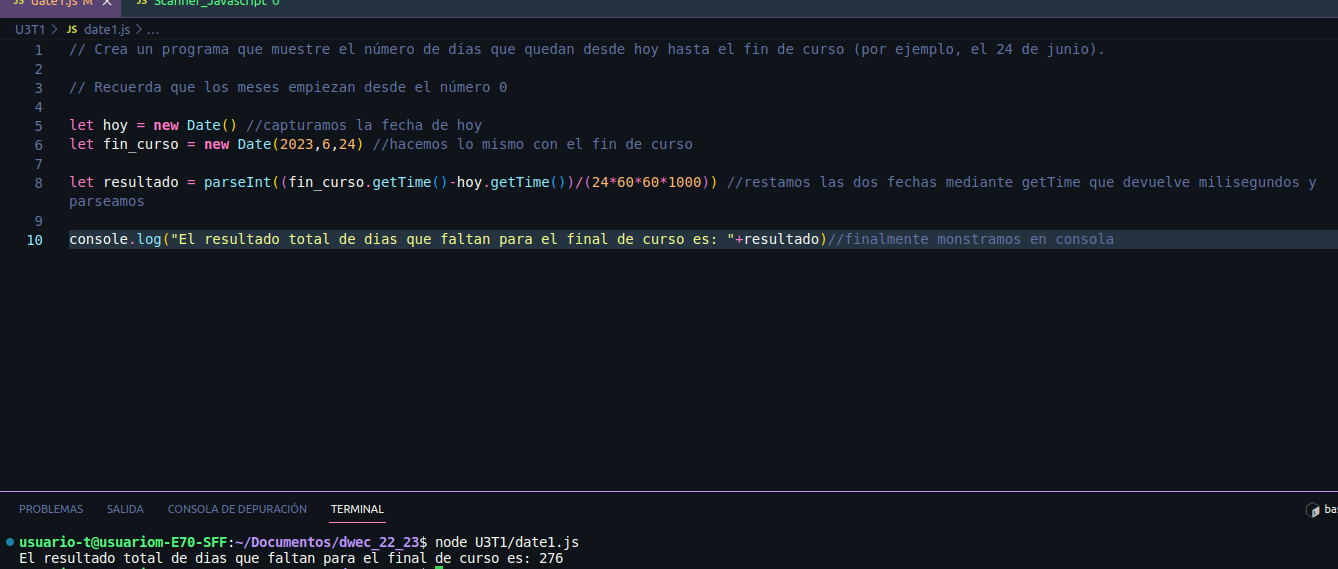 JS date1.js M X JS Scanner_Javascript U
U3T1 > JS date1.js > ...
1 // Crea un programa que muestre el número de días que quedan desde hoy hasta el fin de curso (por ejemplo, el 24 de junio).
2
3 // Recuerda que los meses empiezan desde el número 0
4
5 let hoy = new Date() //capturamos la fecha de hoy
6 let fin_curso = new Date(2023,6,24) //hacemos lo mismo con el fin de curso
7
8 let resultado = parseInt((fin_curso.getTime()-hoy.getTime())/(24*60*60*1000)) //restamos las dos fechas mediante getTime que devuelve milisegundos y
parseamos
9
10 console.log("El resultado total de dias que faltan para el final de curso es: "+resultado)//finalmente monstramos en consola
PROBLEMAS SALIDA CONSOLA DE DEPURACIÓN TERMINAL bas
usuario-t@usuariom-E70-SFF:~/Documentos/dwec_22_23$ node U3T1/date1.js
El resultado total de dias que faltan para el final de curso es: 276